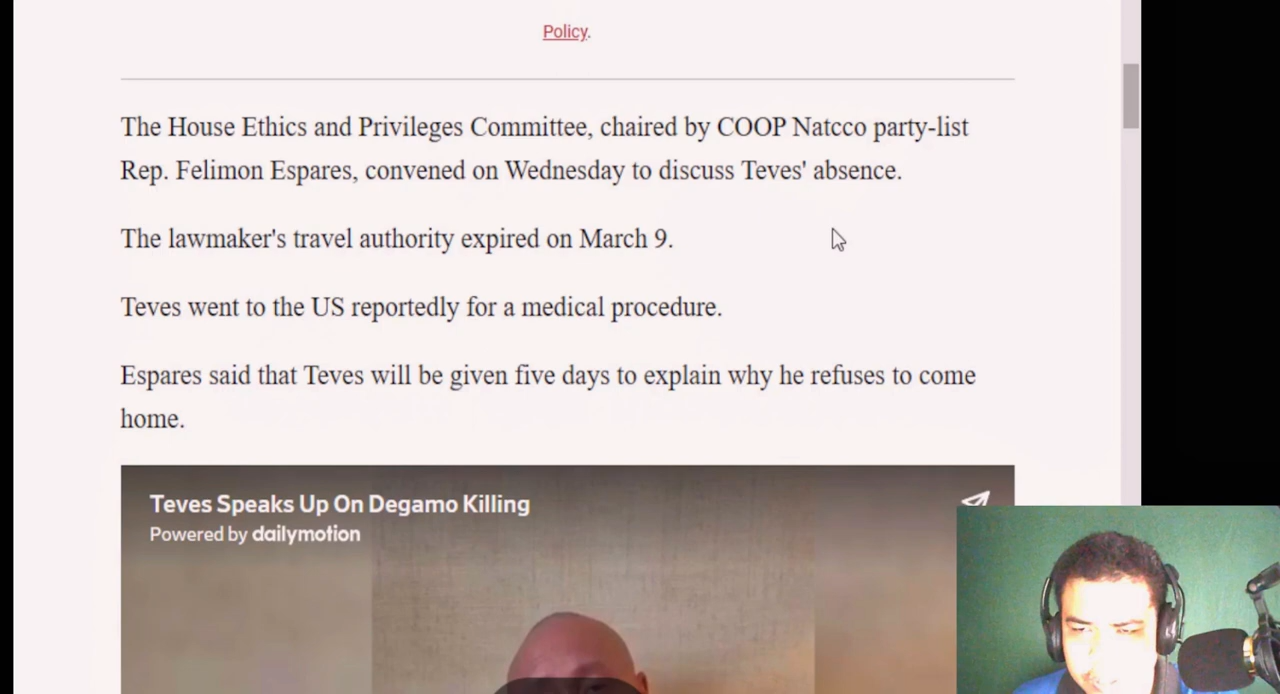 Policy.
The House Ethics and Privileges Committee, chaired by COOP Natcco party-list
Rep. Felimon Espares, convened on Wednesday to discuss Teves' absence.
The lawmaker's travel authority expired on March 9.
Teves went to the US reportedly for a medical procedure.
Espares said that Teves will be given five days to explain why he refuses to come
home.
Teves Speaks Up On Degamo Killing
Powered by dailymotion